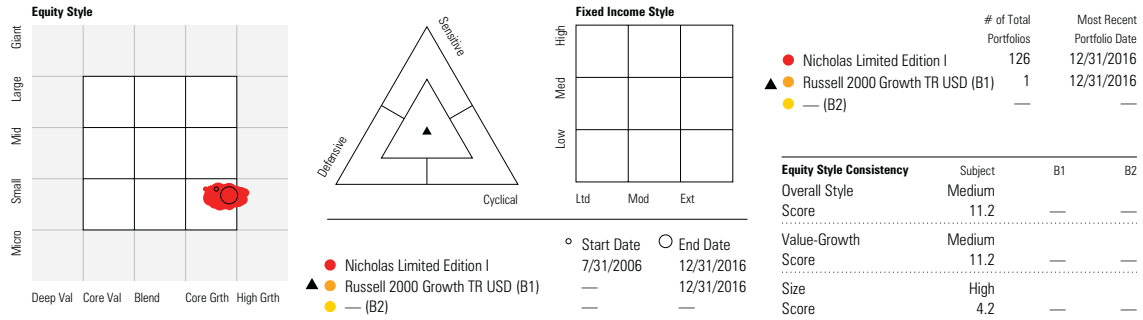 Equity Style
Giant
Large
Mid
Small
Micro
Deep Val Core Val Blend Core Grth High Grth
Sensitive
Defensive
Cyclical
Fixed Income Style
High
Med
Low
Ltd Mod Ext
Start Date End Date
Nicholas Limited Edition I 7/31/2006 12/31/2016
Russell 2000 Growth TR USD (B1) — 12/31/2016
— (B2) — —
# of Total Most Recent
Portfolios Portfolio Date
Nicholas Limited Edition I 126 12/31/2016
Russell 2000 Growth TR USD (B1) 1 12/31/2016
— (B2) — —
Equity Style Consistency Subject B1 B2
Overall Style Medium
Score 11.2 — —
Value-Growth Medium
Score 11.2 — —
Size High
Score 4.2 — —